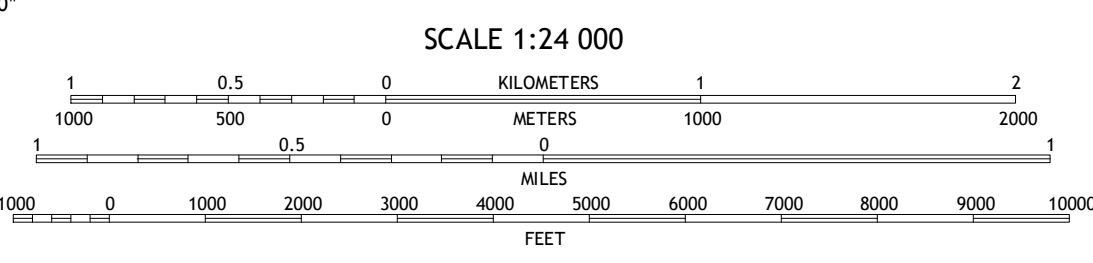 0"
SCALE 1:24 000
1 0.5 0 KILOMETERS 1 2
1000 500 0 METERS 1000 2000
1 0.5 0 1
MILES
1000 0 1000 2000 3000 4000 5000 6000 7000 8000 9000 10000
FEET